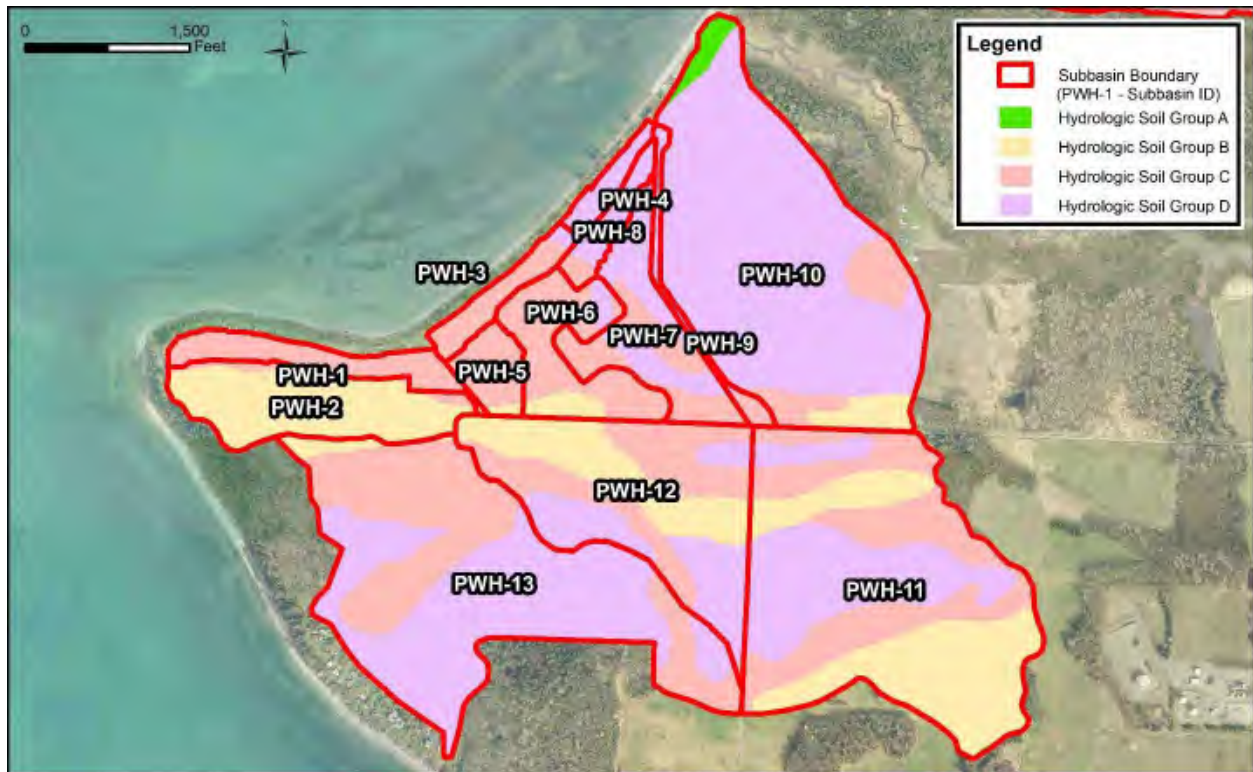 0 1,500
Feet
Legend
Subbasin Boundary
(PWH-1 - Subbasin ID)
Hydrologic Soil Group A
Hydrologic Soil Group B
Hydrologic Soil Group C
Hydrologic Soil Group D
PWH-4
PWH-8
PWH-3
PWH-10
PWH-6
PWH-7
PWH-9
PWH-1
PWH-5
PWH-2
PWH-12
PWH-13
PWH-11